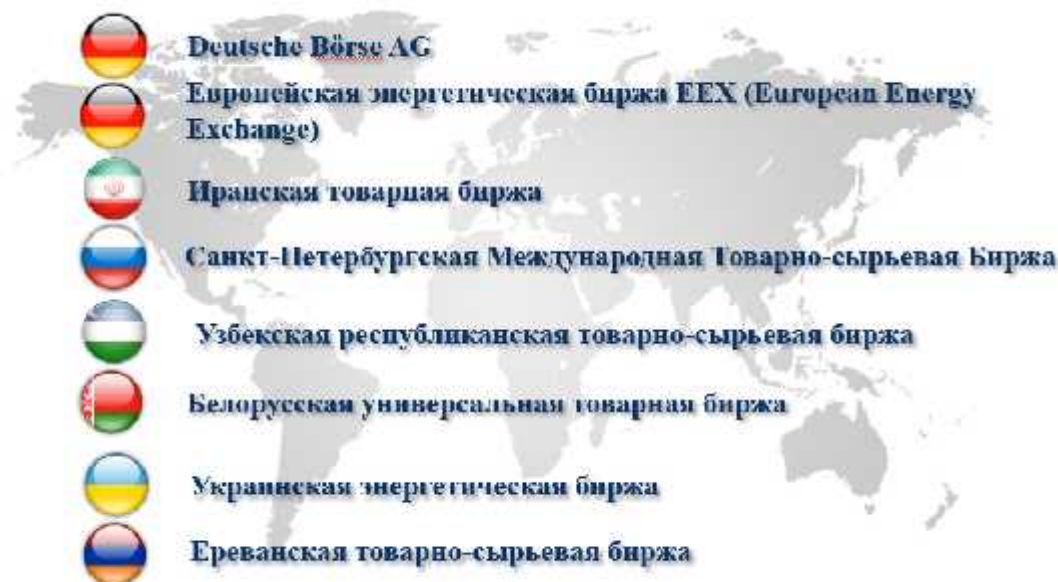 Deutsche Börse AG
Европейская энергетическая биржа EEX (European Energy
Exchange)
Иранская товарная биржа
Санкт-Петербургская Международная Товарно-сырьевая Биржа
Узбекская республиканская товарно-сырьевая биржа
Белорусская универсальная товарная биржа
Украинская энергетическая биржа
Ереванская товарно-сырьевая биржа